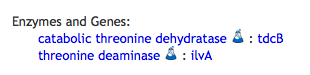 Enzymes and Genes:
catabolic threonine dehydratase : tdcB
threonine deaminase : ilvA